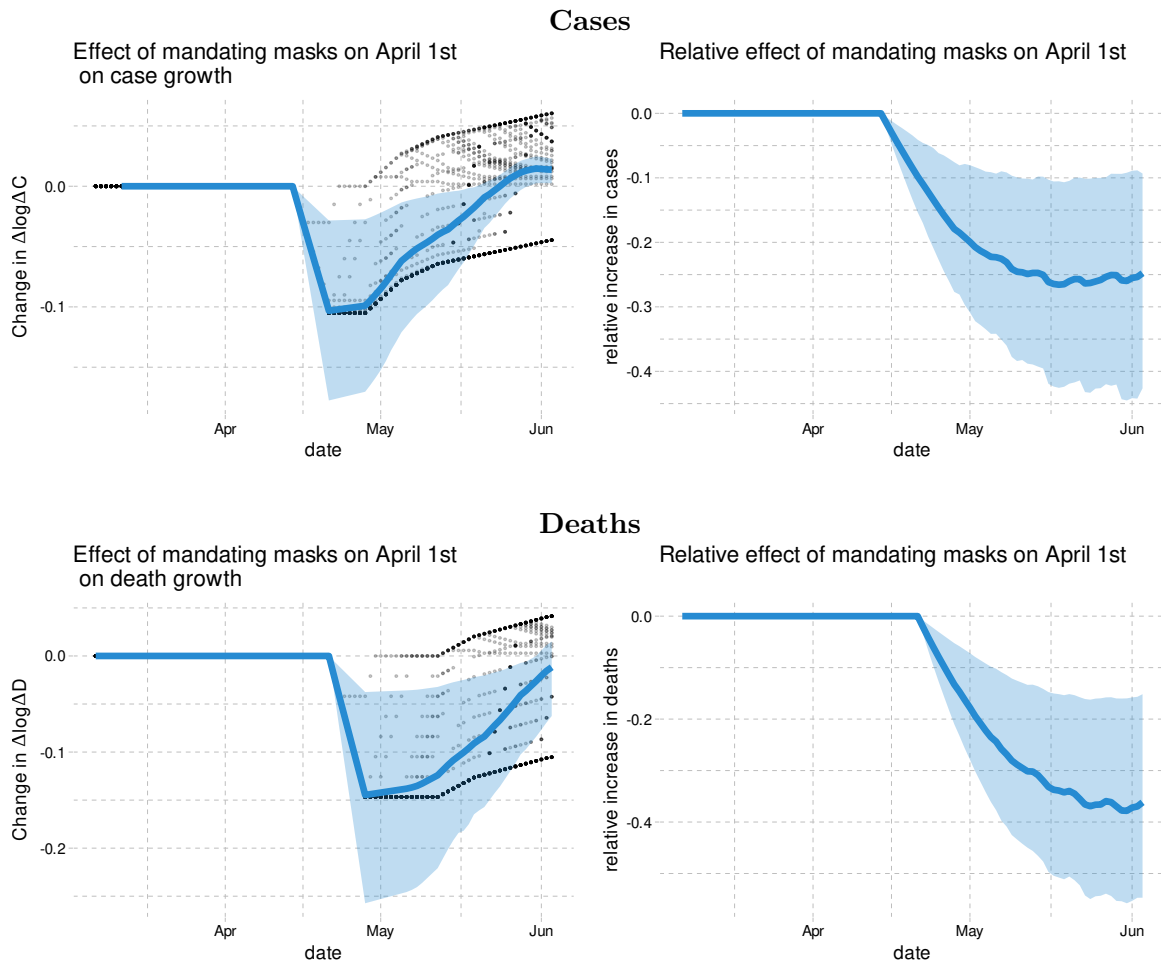 Cases
Effect of mandating masks on April 1st
on case growth
Change in ΔlogΔC
0.0
-0.1
Apr
May
Jun
date
Relative effect of mandating masks on April 1st
relative increase in cases
0.0
-0.1
-0.2
-0.3
-0.4
Apr
May
Jun
date
Deaths
Effect of mandating masks on April 1st
on death growth
Change in ΔlogΔD
0.0
-0.1
-0.2
Apr
May
Jun
date
Relative effect of mandating masks on April 1st
relative increase in deaths
0.0
-0.2
-0.4
Apr
May
Jun
date